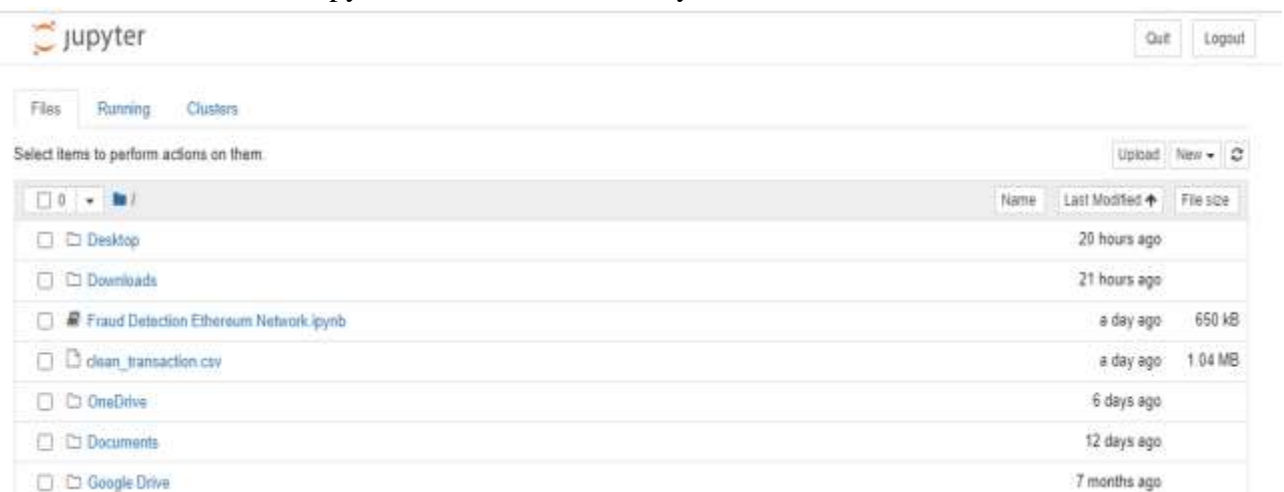 jupyter Quit Logout
Files Running Clusters
Select items to perform actions on them. Upload New
0 / Name Last Modified File size
Desktop 20 hours ago
Downloads 21 hours ago
Fraud Detection Ethereum Network.ipynb a day ago 650 kB
clean_transaction.csv a day ago 1.04 MB
OneDrive 6 days ago
Documents 12 days ago
Google Drive 7 months ago